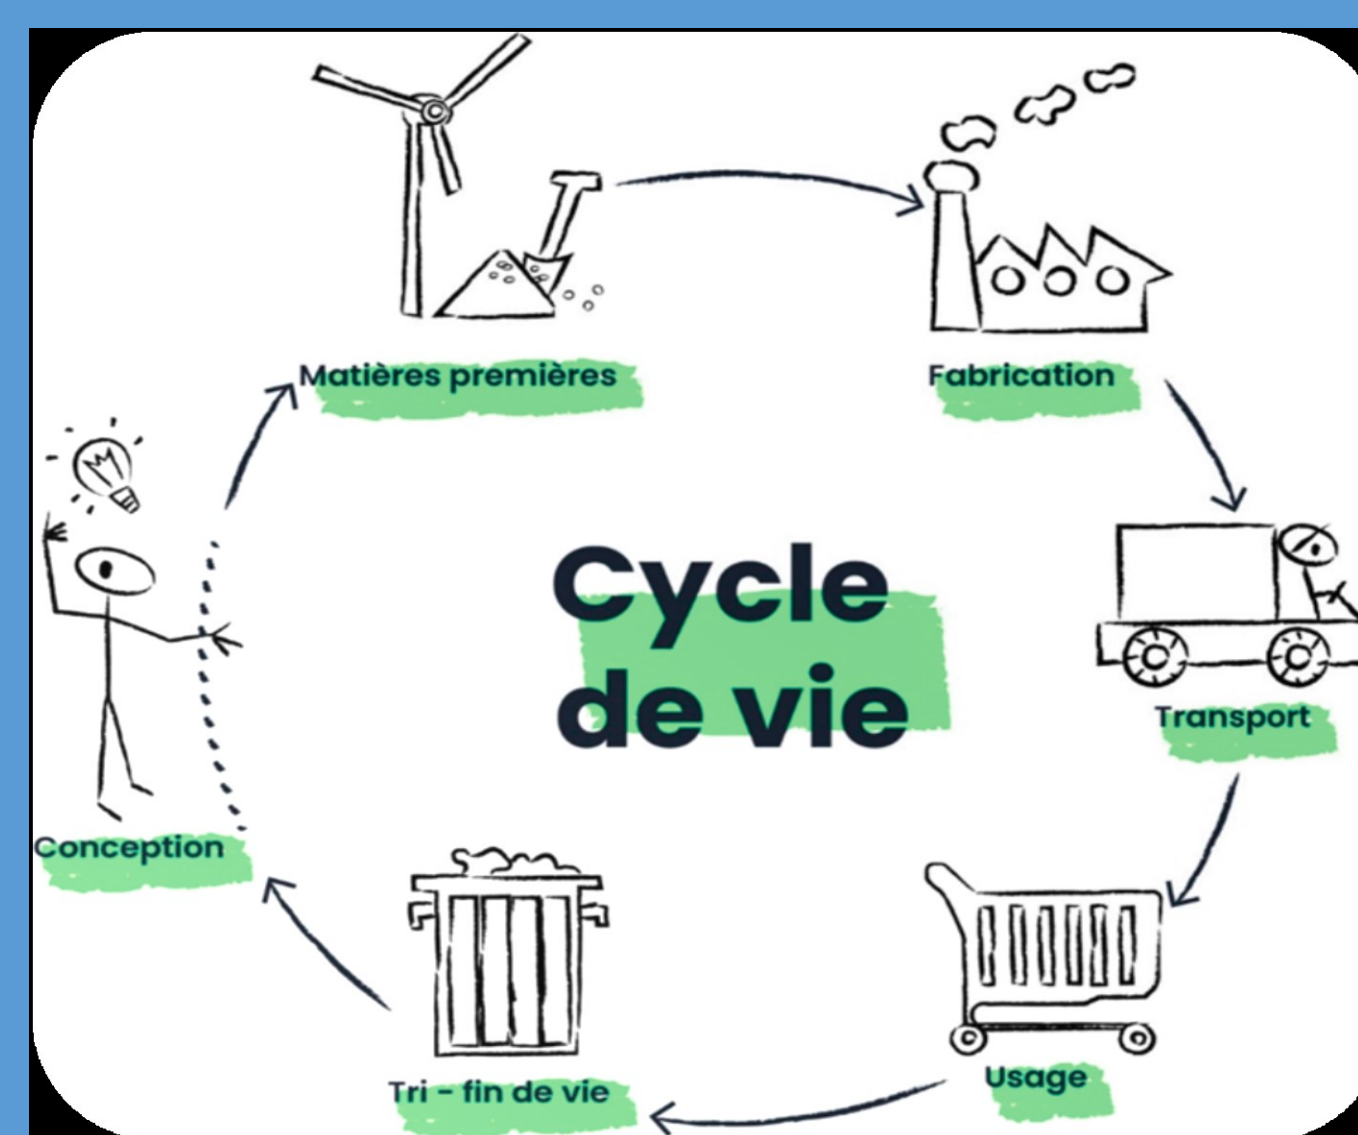 Matières premières
Fabrication
Cycle
de vie
Transport
Conception
Usage
Tri - fin de vie